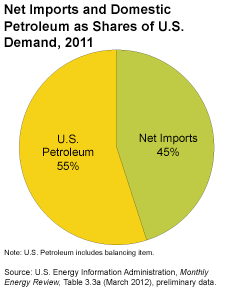 Net Imports and Domestic
Petroleum as Shares of U.S.
Demand, 2011
U.S.
Petroleum
55%
Net Imports
45%
Note: U.S. Petroleum includes balancing item.
Source: U.S. Energy Information Administration, Monthly
Energy Review, Table 3.3a (March 2012), preliminary data.